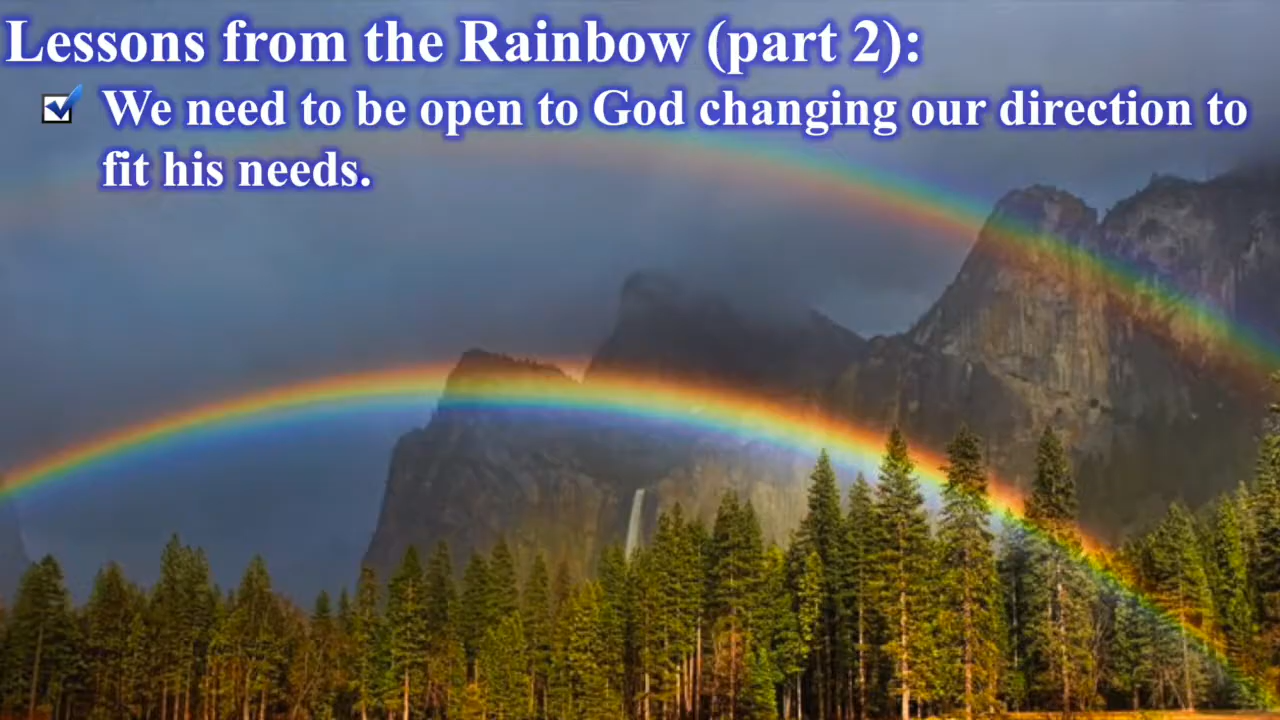 Lessons from the Rainbow (part 2):
We need to be open to God changing our direction to
fit his needs.